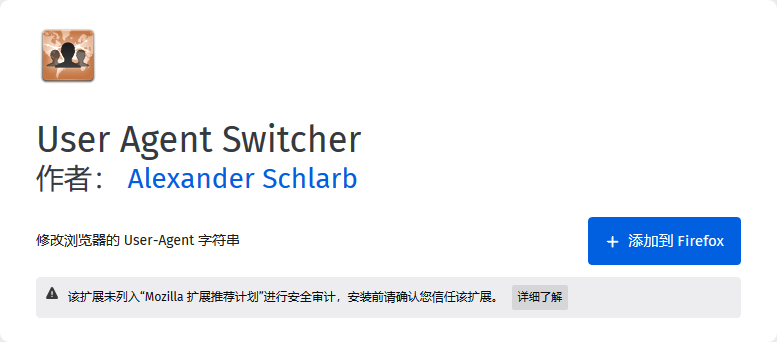 User Agent Switcher
作者： Alexander Schlarb
修改浏览器的 User-Agent 字符串
添加到 Firefox
该扩展未列入“Mozilla 扩展推荐计划”进行安全审计，安装前请确认您信任该扩展。 详细了解